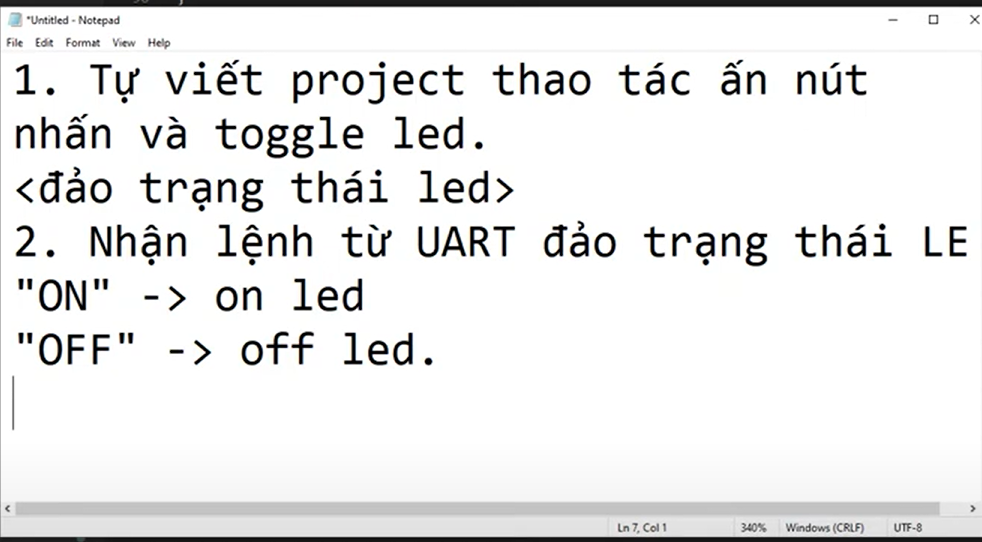 *Untitled - Notepad
File Edit Format View Help
1. Tự viết project thao tác ấn nút
nhấn và toggle led.
<đảo trạng thái led>
2. Nhận lệnh từ UART đảo trạng thái LE
"ON" -> on led
"OFF" -> off led.
Ln 7, Col 1 340% Windows (CRLF) UTF-8